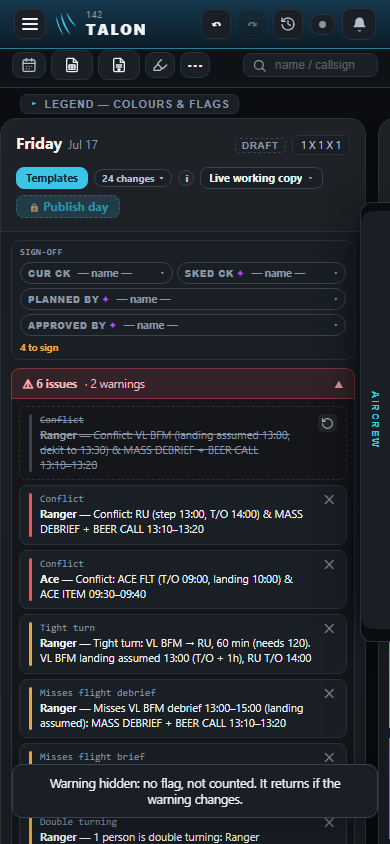 142
TALON
name / callsign
LEGEND — COLOURS & FLAGS
Friday Jul 17
DRAFT
1 X 1 X 1
Templates
24 changes
i
Live working copy
Publish day
SIGN-OFF
CUR CK — name —
SKED CK — name —
PLANNED BY — name —
APPROVED BY — name —
4 to sign
6 issues · 2 warnings
Conflict
Ranger — Conflict: VL BFM (landing assumed 13:00,
dekit to 13:30) & MASS DEBRIEF + BEER CALL
13:10–13:20
Conflict
Ranger — Conflict: RU (step 13:00, T/O 14:00) & MASS
DEBRIEF + BEER CALL 13:10–13:20
Conflict
Ace — Conflict: ACE FLT (T/O 09:00, landing 10:00) &
ACE ITEM 09:30–09:40
Tight turn
Ranger — Tight turn: VL BFM → RU, 60 min (needs 120).
VL BFM landing assumed 13:00 (T/O + 1h), RU T/O 14:00
Misses flight debrief
Ranger — Misses VL BFM debrief 13:00–15:00 (landing
assumed): MASS DEBRIEF + BEER CALL 13:10–13:20
Misses flight brief
Warning hidden: no flag, not counted. It returns if the
warning changes.
Double turning
Ranger — 1 person is double turning: Ranger
AIRCREW